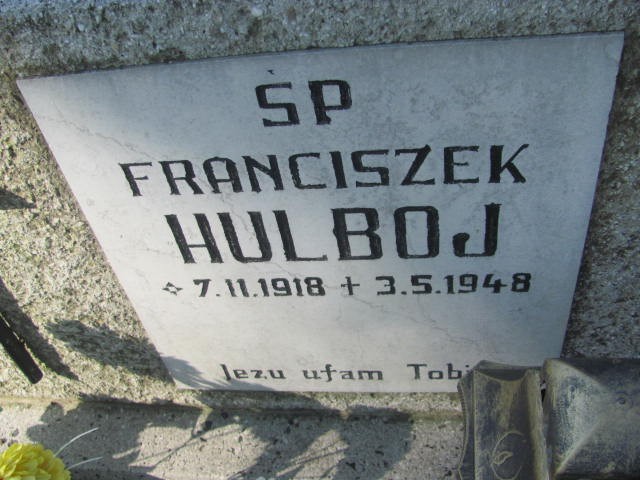 ŚP
FRANCISZEK
HULBOJ
7.11.1918 + 3.5.1948
Jezu ufam